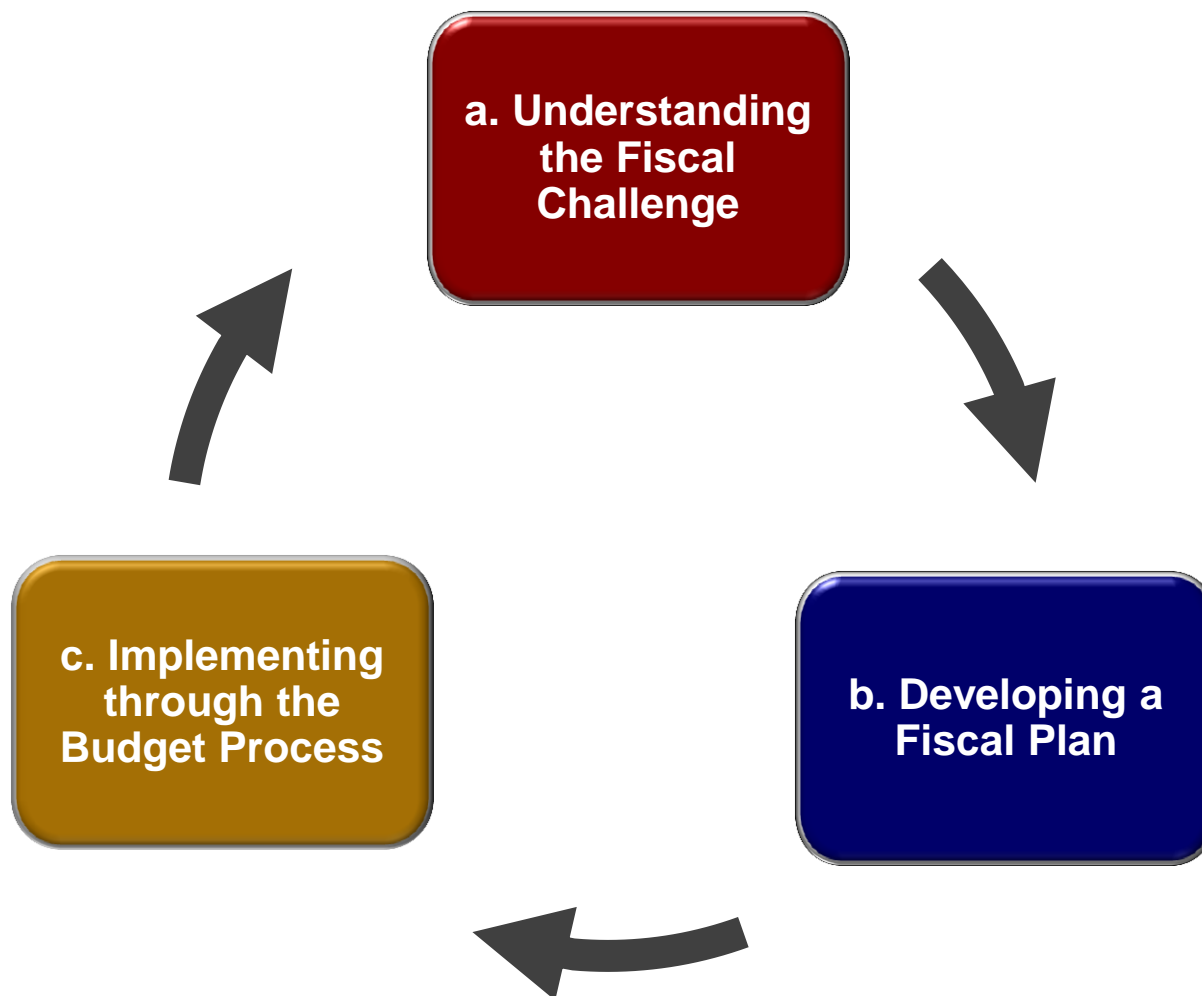 a. Understanding
the Fiscal
Challenge
c. Implementing
through the
Budget Process
b. Developing a
Fiscal Plan